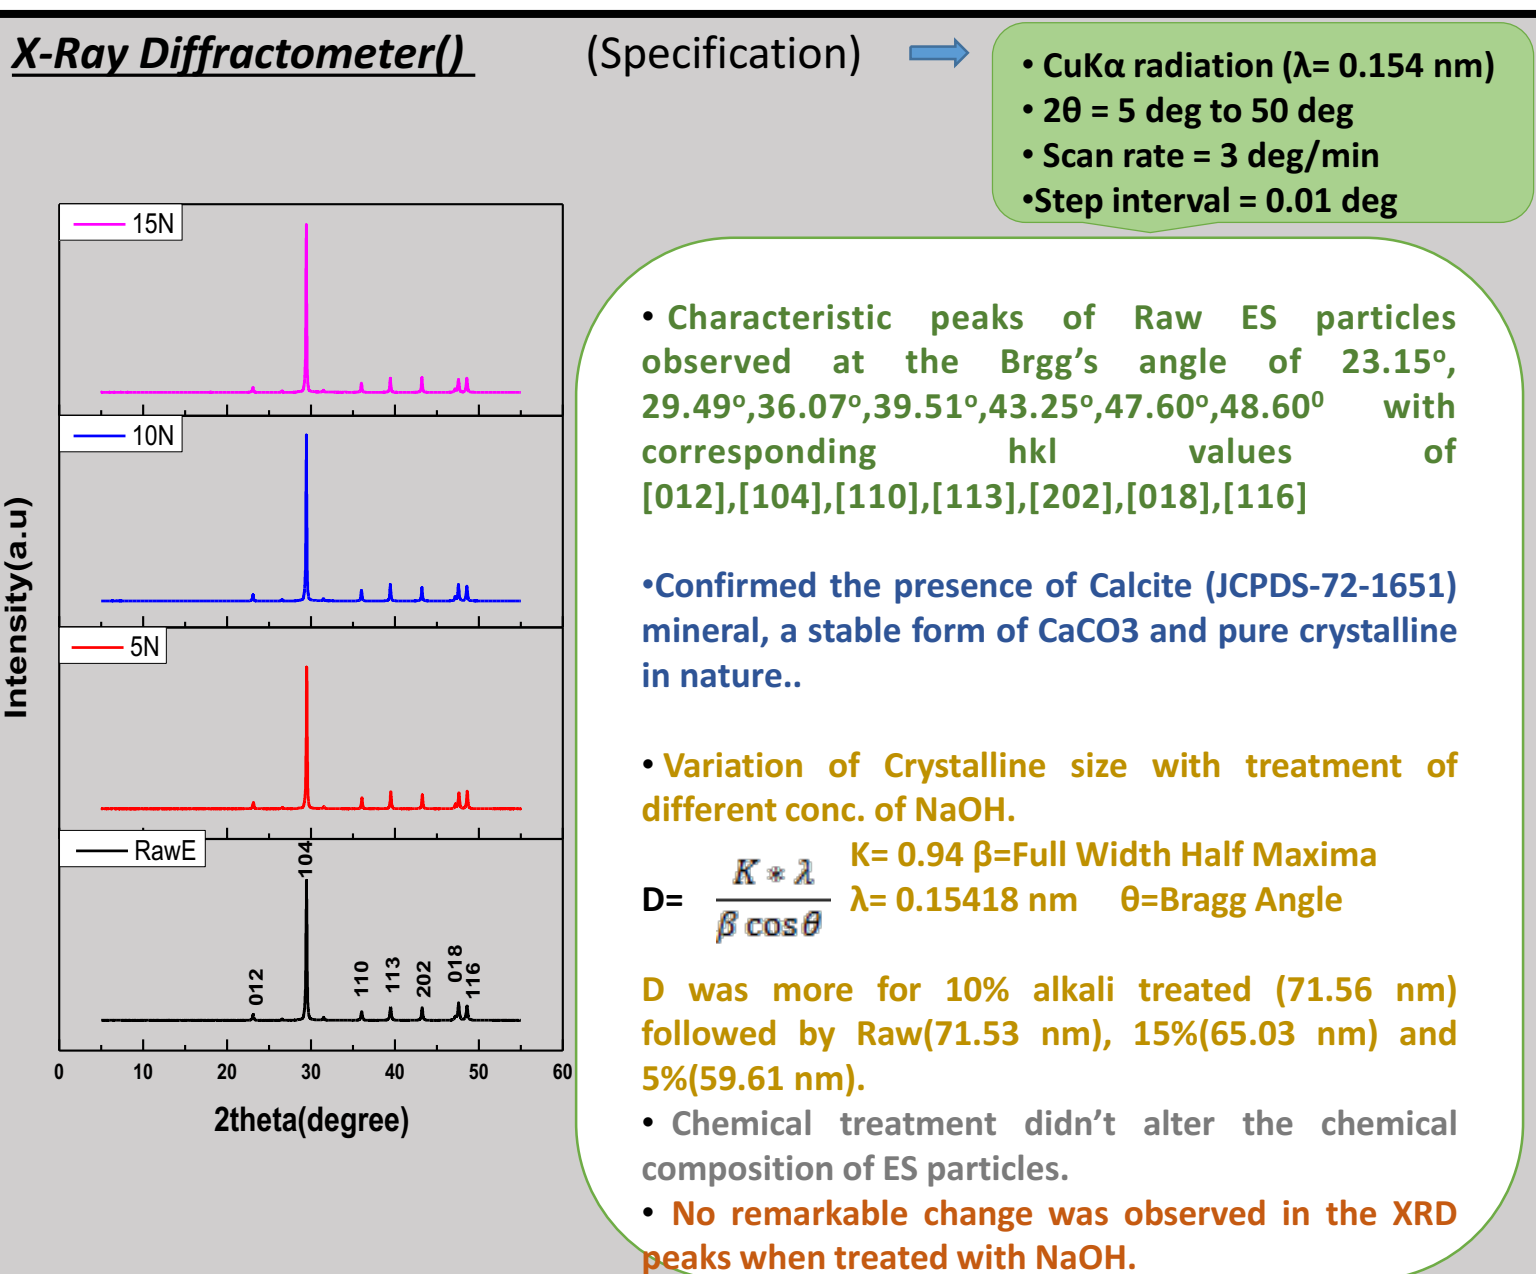 X-Ray Diffractometer() (Specification)
• CuKα radiation (λ= 0.154 nm)
• 2θ = 5 deg to 50 deg
• Scan rate = 3 deg/min
•Step interval = 0.01 deg
15N
10N
5N
RawE
104
012
110
113
202
018
116
Intensity(a.u)
0 10 20 30 40 50 60
2theta(degree)
• Characteristic peaks of Raw ES particles
observed at the Brgg's angle of 23.15º,
29.49º,36.07º,39.51º,43.25º,47.60º,48.60⁰ with
corresponding hkl values of
[012],[104],[110],[113],[202],[018],[116]
•Confirmed the presence of Calcite (JCPDS-72-1651)
mineral, a stable form of CaCO3 and pure crystalline
in nature..
• Variation of Crystalline size with treatment of
different conc. of NaOH.
D= K * λ / β cos θ
K= 0.94 β=Full Width Half Maxima
λ= 0.15418 nm θ=Bragg Angle
D was more for 10% alkali treated (71.56 nm)
followed by Raw(71.53 nm), 15%(65.03 nm) and
5%(59.61 nm).
• Chemical treatment didn't alter the chemical
composition of ES particles.
• No remarkable change was observed in the XRD
peaks when treated with NaOH.